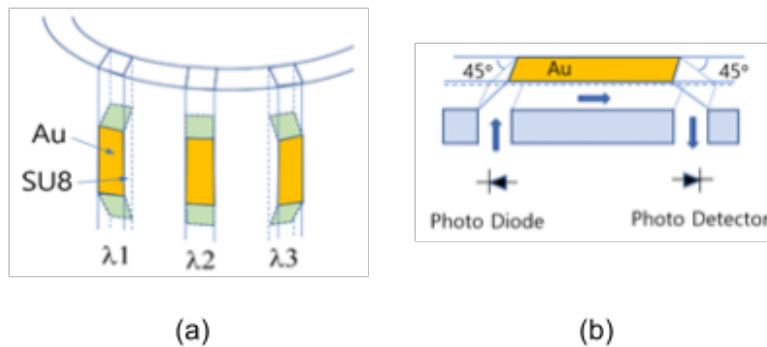 Au
SU8
λ1 λ2 λ3
(a)
45° Au 45°
Photo Diode Photo Detector
(b)